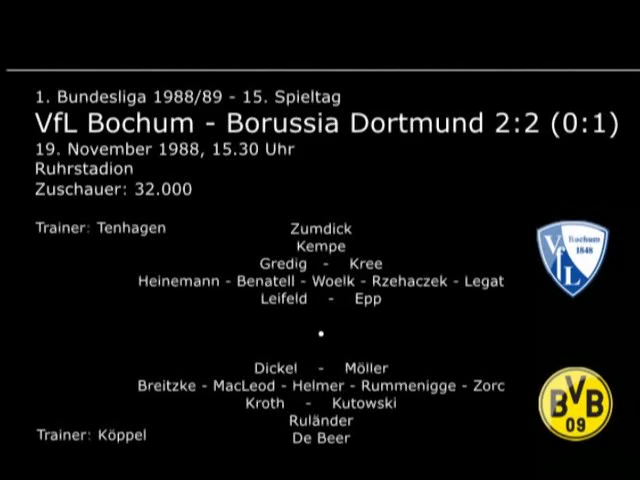 1. Bundesliga 1988/89 - 15. Spieltag
VfL Bochum - Borussia Dortmund 2:2 (0:1)
19. November 1988, 15.30 Uhr
Ruhrstadion
Zuschauer: 32.000
Trainer: Tenhagen
Zumdick
Kempe
Gredig - Kree
Heinemann - Benatell - Woelk - Rzehaczek - Legat
Leifeld - Epp
VfL Bochum 1848
Dickel - Möller
Breitzke - MacLeod - Helmer - Rummenigge - Zorc
Kroth - Kutowski
Ruländer
De Beer
Trainer: Köppel
BVB 09